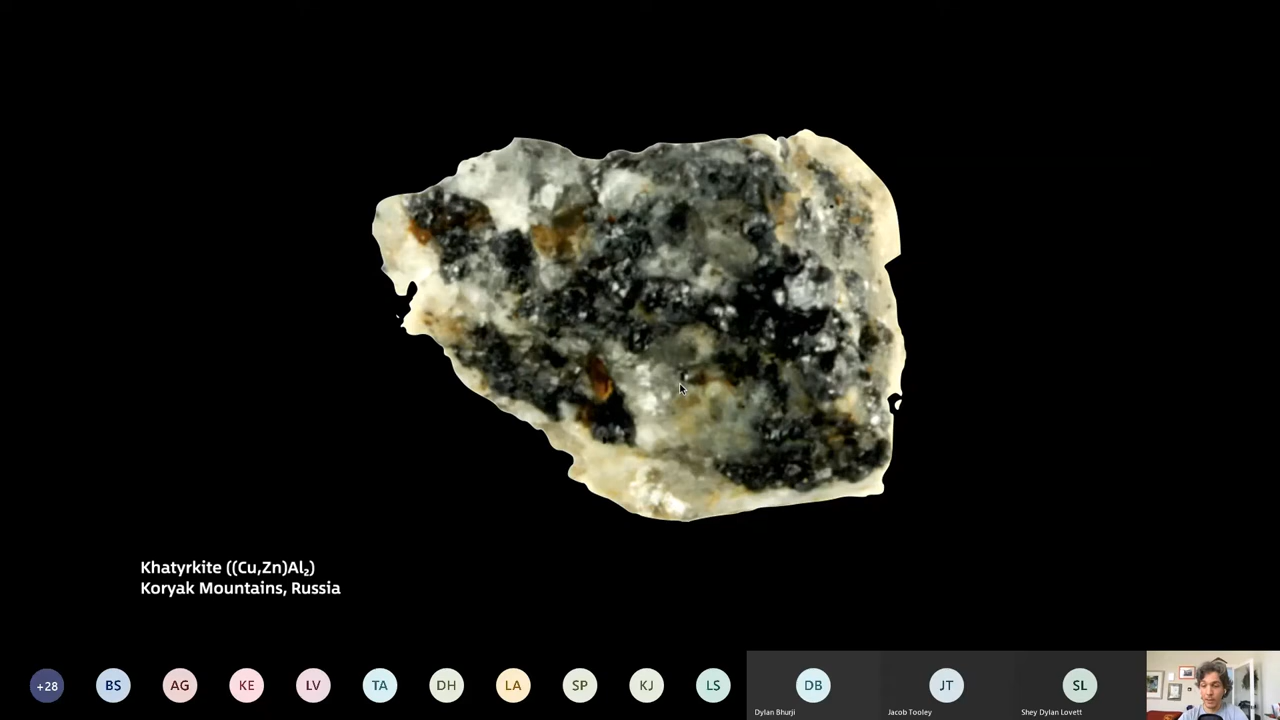 Khatyrkite ((Cu,Zn)Al₂)
Koryak Mountains, Russia
+28
BS
AG
KE
LV
TA
DH
LA
SP
KJ
LS
DB
JT
SL
Dylan Bhurji
Jacob Tooley
Shey Dylan Lovett